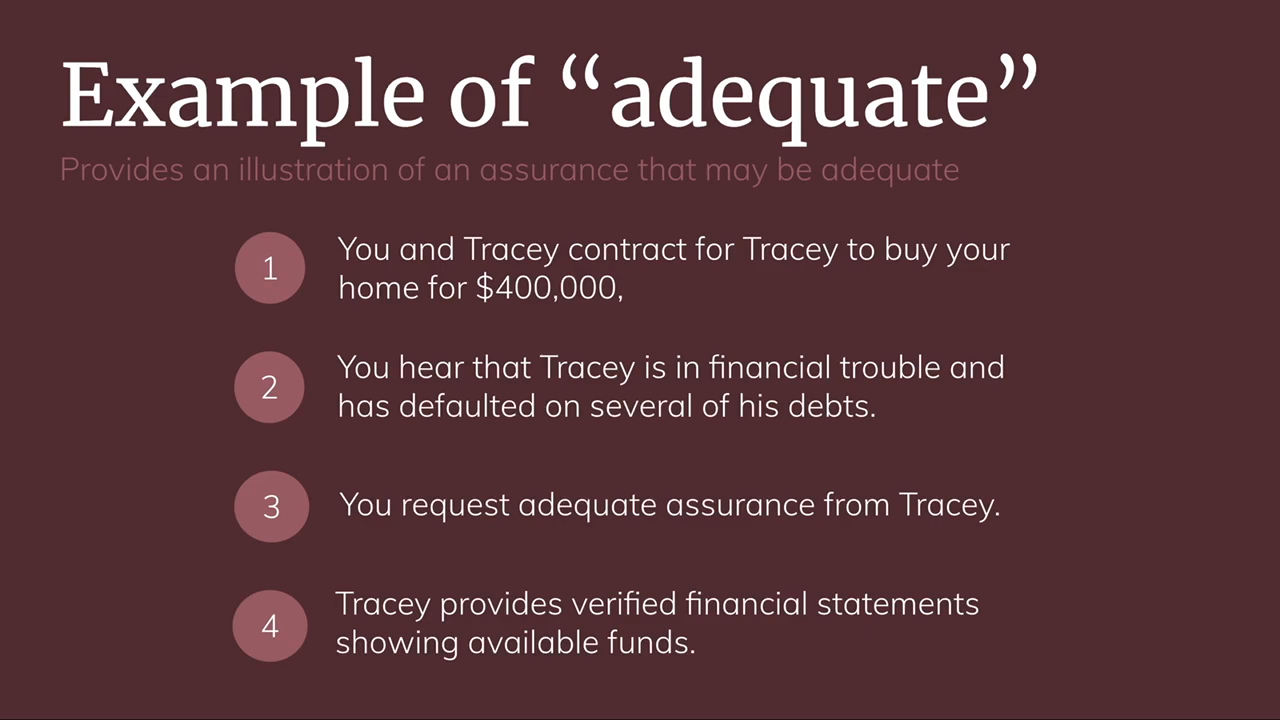 Example of “adequate”
Provides an illustration of an assurance that may be adequate
1
You and Tracey contract for Tracey to buy your
home for $400,000,
2
You hear that Tracey is in financial trouble and
has defaulted on several of his debts.
3
You request adequate assurance from Tracey.
4
Tracey provides verified financial statements
showing available funds.